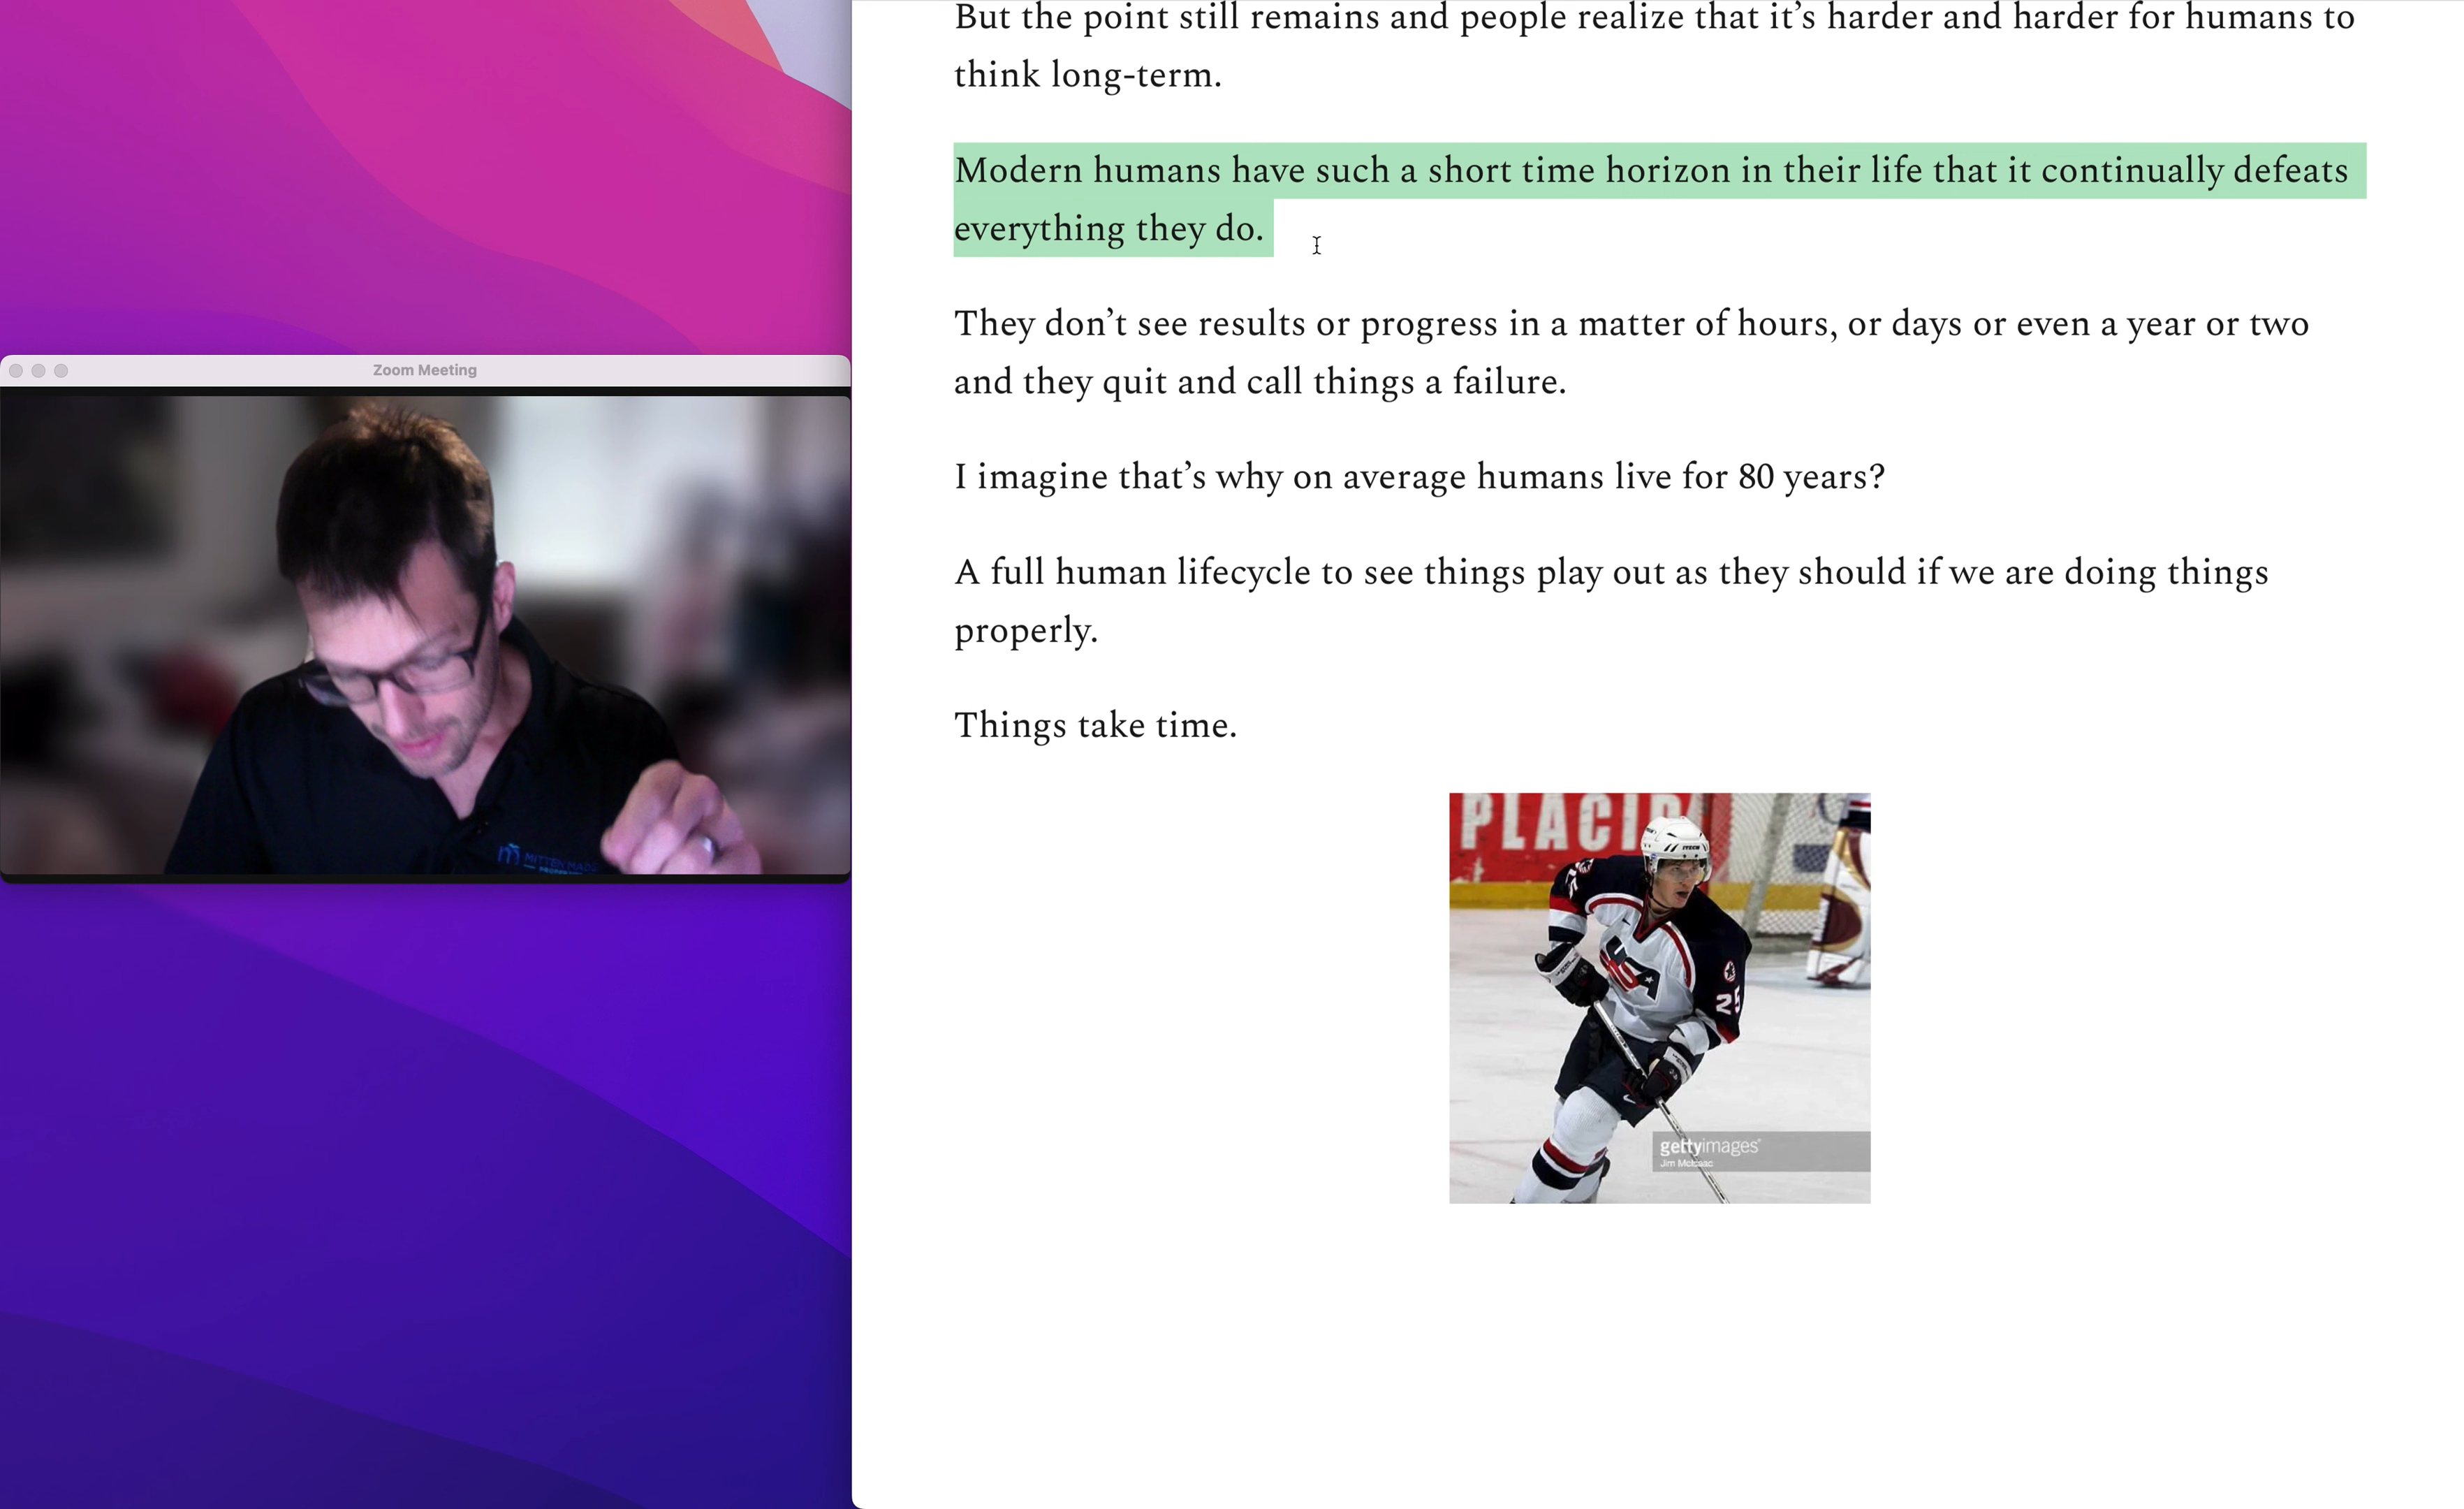 But the point still remains and people realize that it’s harder and harder for humans to
think long-term.
Modern humans have such a short time horizon in their life that it continually defeats
everything they do.
They don’t see results or progress in a matter of hours, or days or even a year or two
and they quit and call things a failure.
I imagine that’s why on average humans live for 80 years?
A full human lifecycle to see things play out as they should if we are doing things
properly.
Things take time.
Zoom Meeting
MITTEN MADE
PLACID
ITECH
USA
25
gettyimages
Jim McIsaac